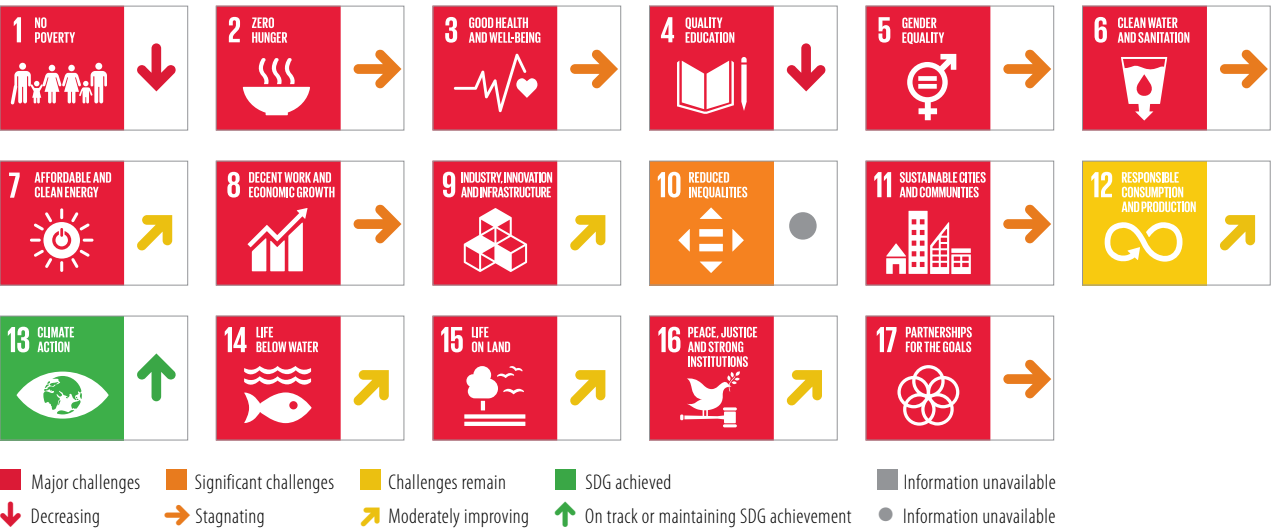 1 NO
POVERTY
2 ZERO
HUNGER
3 GOOD HEALTH
AND WELL-BEING
4 QUALITY
EDUCATION
5 GENDER
EQUALITY
6 CLEAN WATER
AND SANITATION
7 AFFORDABLE AND
CLEAN ENERGY
8 DECENT WORK AND
ECONOMIC GROWTH
9 INDUSTRY, INNOVATION
AND INFRASTRUCTURE
10 REDUCED
INEQUALITIES
11 SUSTAINABLE CITIES
AND COMMUNITIES
12 RESPONSIBLE
CONSUMPTION
AND PRODUCTION
13 CLIMATE
ACTION
14 LIFE
BELOW WATER
15 LIFE
ON LAND
16 PEACE, JUSTICE
AND STRONG
INSTITUTIONS
17 PARTNERSHIPS
FOR THE GOALS
Major challenges
Significant challenges
Challenges remain
SDG achieved
Information unavailable
Decreasing
Stagnating
Moderately improving
On track or maintaining SDG achievement
Information unavailable